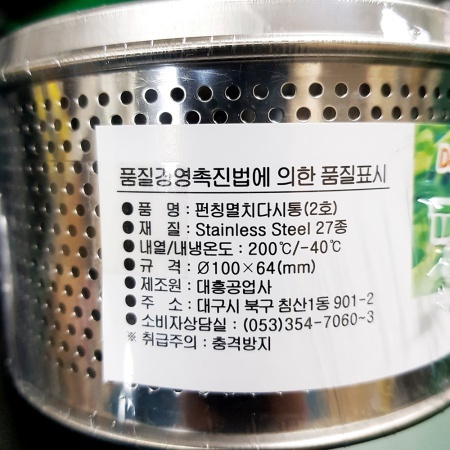 품질경영촉진법에 의한 품질표시
● 품 명 : 펀칭멸치다시통(2호)
● 재 질 : Stainless Steel 27종
● 내열/내냉온도 : 200℃/-40℃
● 규 격 : Ø100×64(mm)
● 제조원 : 대흥공업사
● 주 소 : 대구시 북구 침산1동 901-2
● 소비자상담실 : (053)354-7060~3
※ 취급주의 : 충격방지